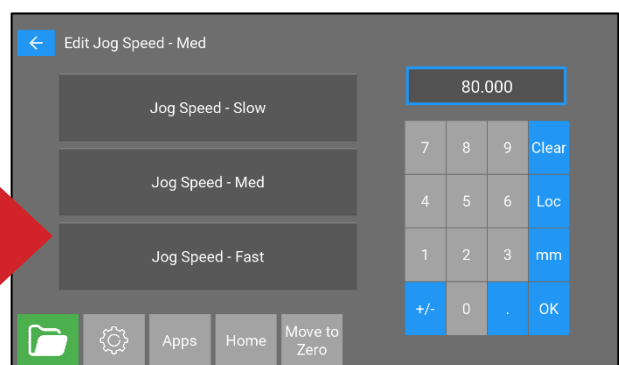 Edit Jog Speed - Med
80.000
Jog Speed - Slow
Jog Speed - Med
Jog Speed - Fast
7 8 9 Clear
4 5 6 Loc
1 2 3 mm
+/- 0 . OK
Apps Home Move to
Zero